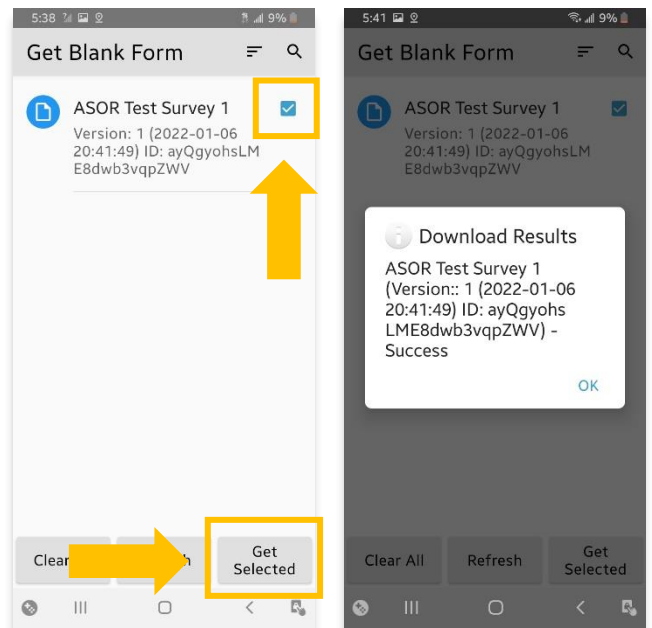 5:38
9%
Get Blank Form
ASOR Test Survey 1
Version: 1 (2022-01-06
20:41:49) ID: ayQgyohsLM
E8dwb3vqpZWV
Get
Selected
5:41
9%
Get Blank Form
ASOR Test Survey 1
Version: 1 (2022-01-06
20:41:49) ID: ayQgyohsLM
E8dwb3vqpZWV
Download Results
ASOR Test Survey 1
(Version:: 1 (2022-01-06
20:41:49) ID: ayQgyohs
LME8dwb3vqpZWV) -
Success
OK
Clear All
Refresh
Get
Selected